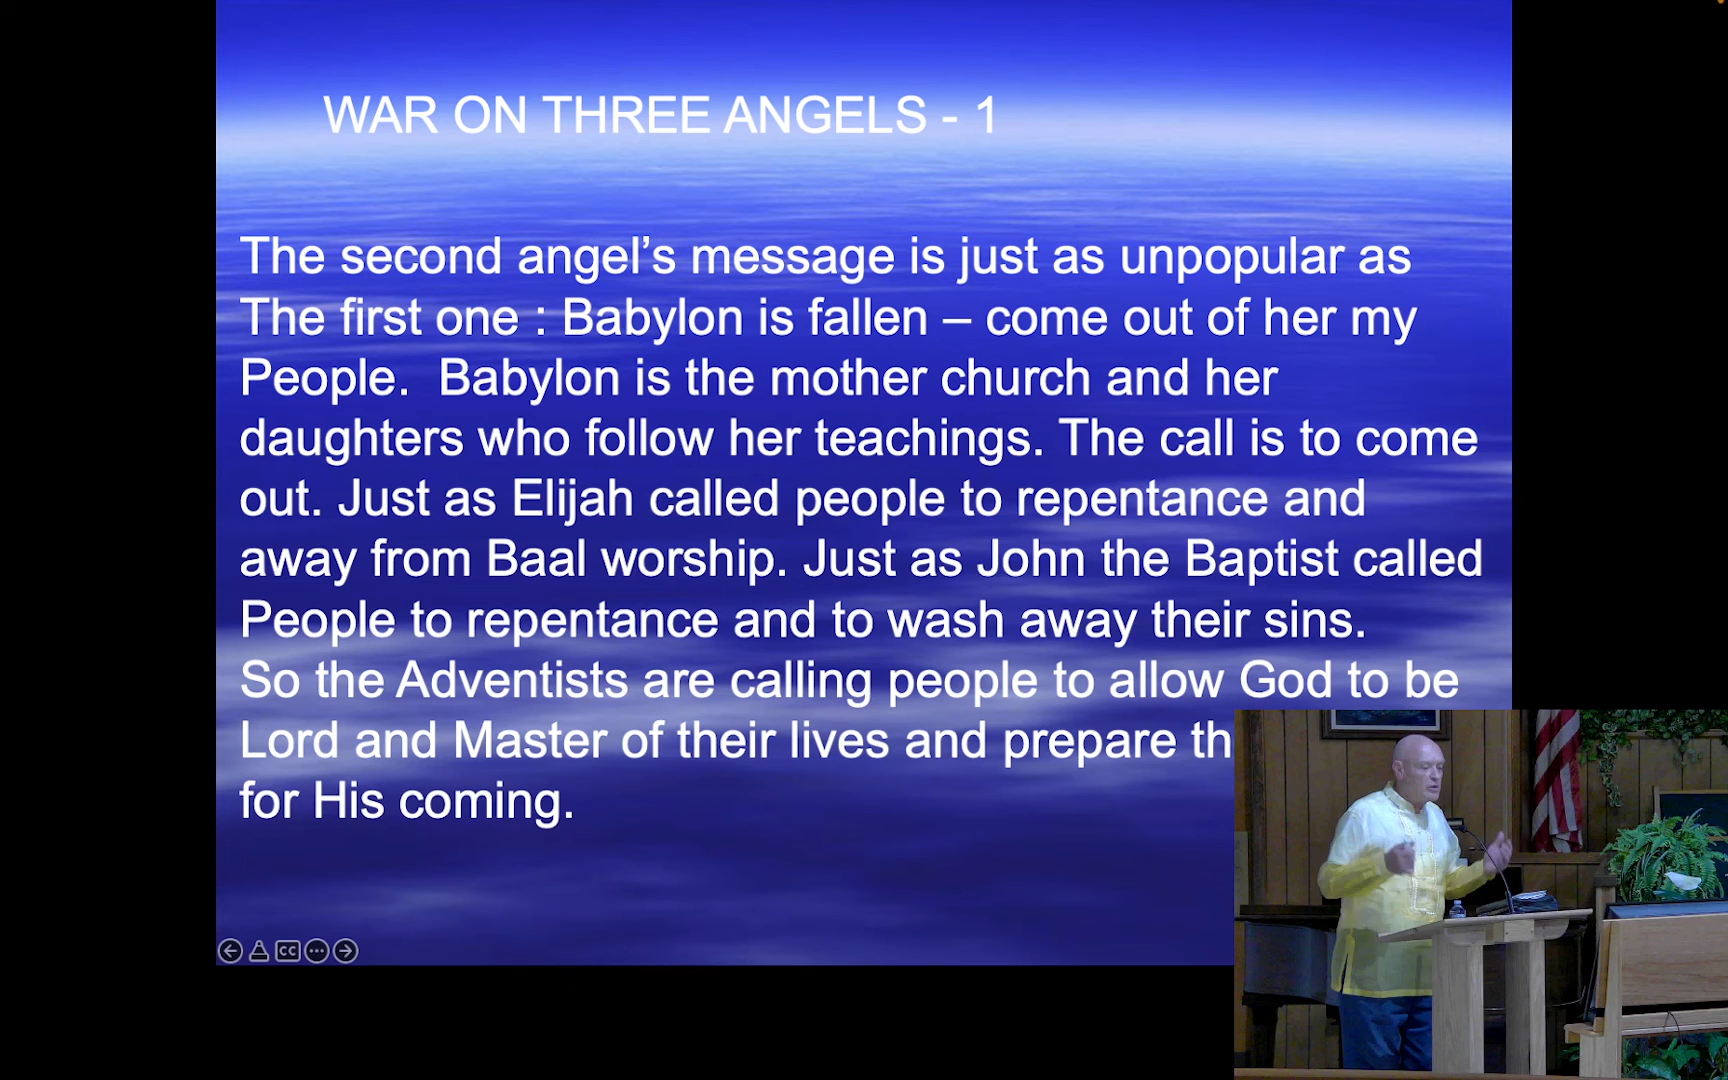 WAR ON THREE ANGELS - 1
The second angel’s message is just as unpopular as
The first one : Babylon is fallen – come out of her my
People.  Babylon is the mother church and her
daughters who follow her teachings. The call is to come
out. Just as Elijah called people to repentance and
away from Baal worship. Just as John the Baptist called
People to repentance and to wash away their sins.
So the Adventists are calling people to allow God to be
Lord and Master of their lives and prepare th
for His coming.
CC